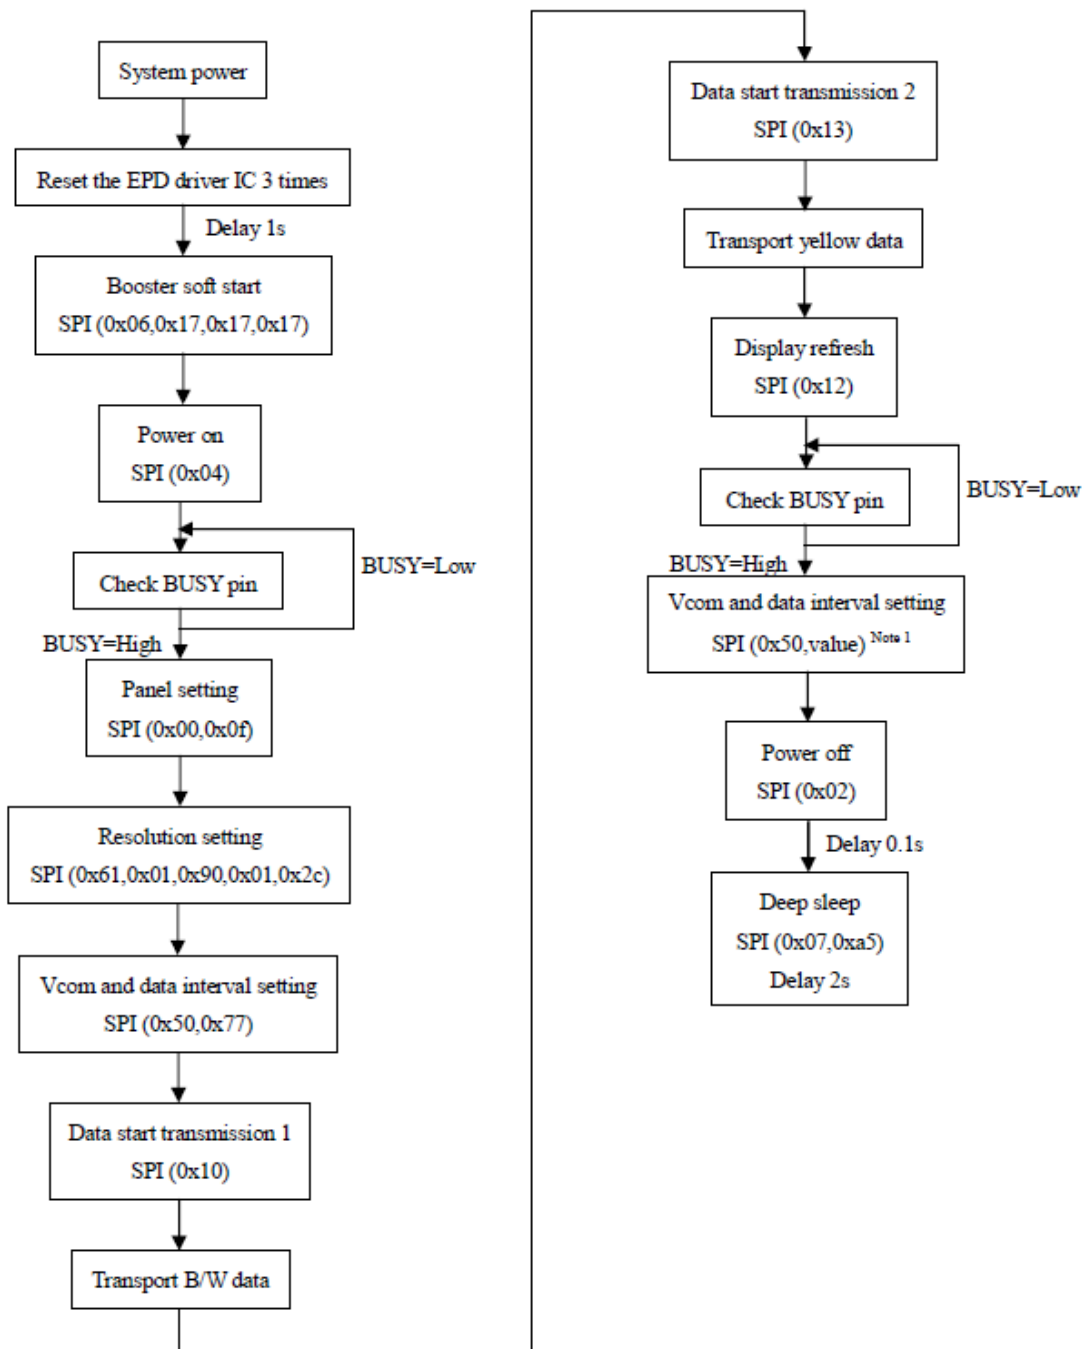 System power
Reset the EPD driver IC 3 times
Delay 1s
Booster soft start
SPI (0x06,0x17,0x17,0x17)
Power on
SPI (0x04)
Check BUSY pin
BUSY=Low
BUSY=High
Panel setting
SPI (0x00,0x0f)
Resolution setting
SPI (0x61,0x01,0x90,0x01,0x2c)
Vcom and data interval setting
SPI (0x50,0x77)
Data start transmission 1
SPI (0x10)
Transport B/W data
Data start transmission 2
SPI (0x13)
Transport yellow data
Display refresh
SPI (0x12)
Check BUSY pin
BUSY=Low
BUSY=High
Vcom and data interval setting
SPI (0x50,value) Note 1
Power off
SPI (0x02)
Delay 0.1s
Deep sleep
SPI (0x07,0xa5)
Delay 2s